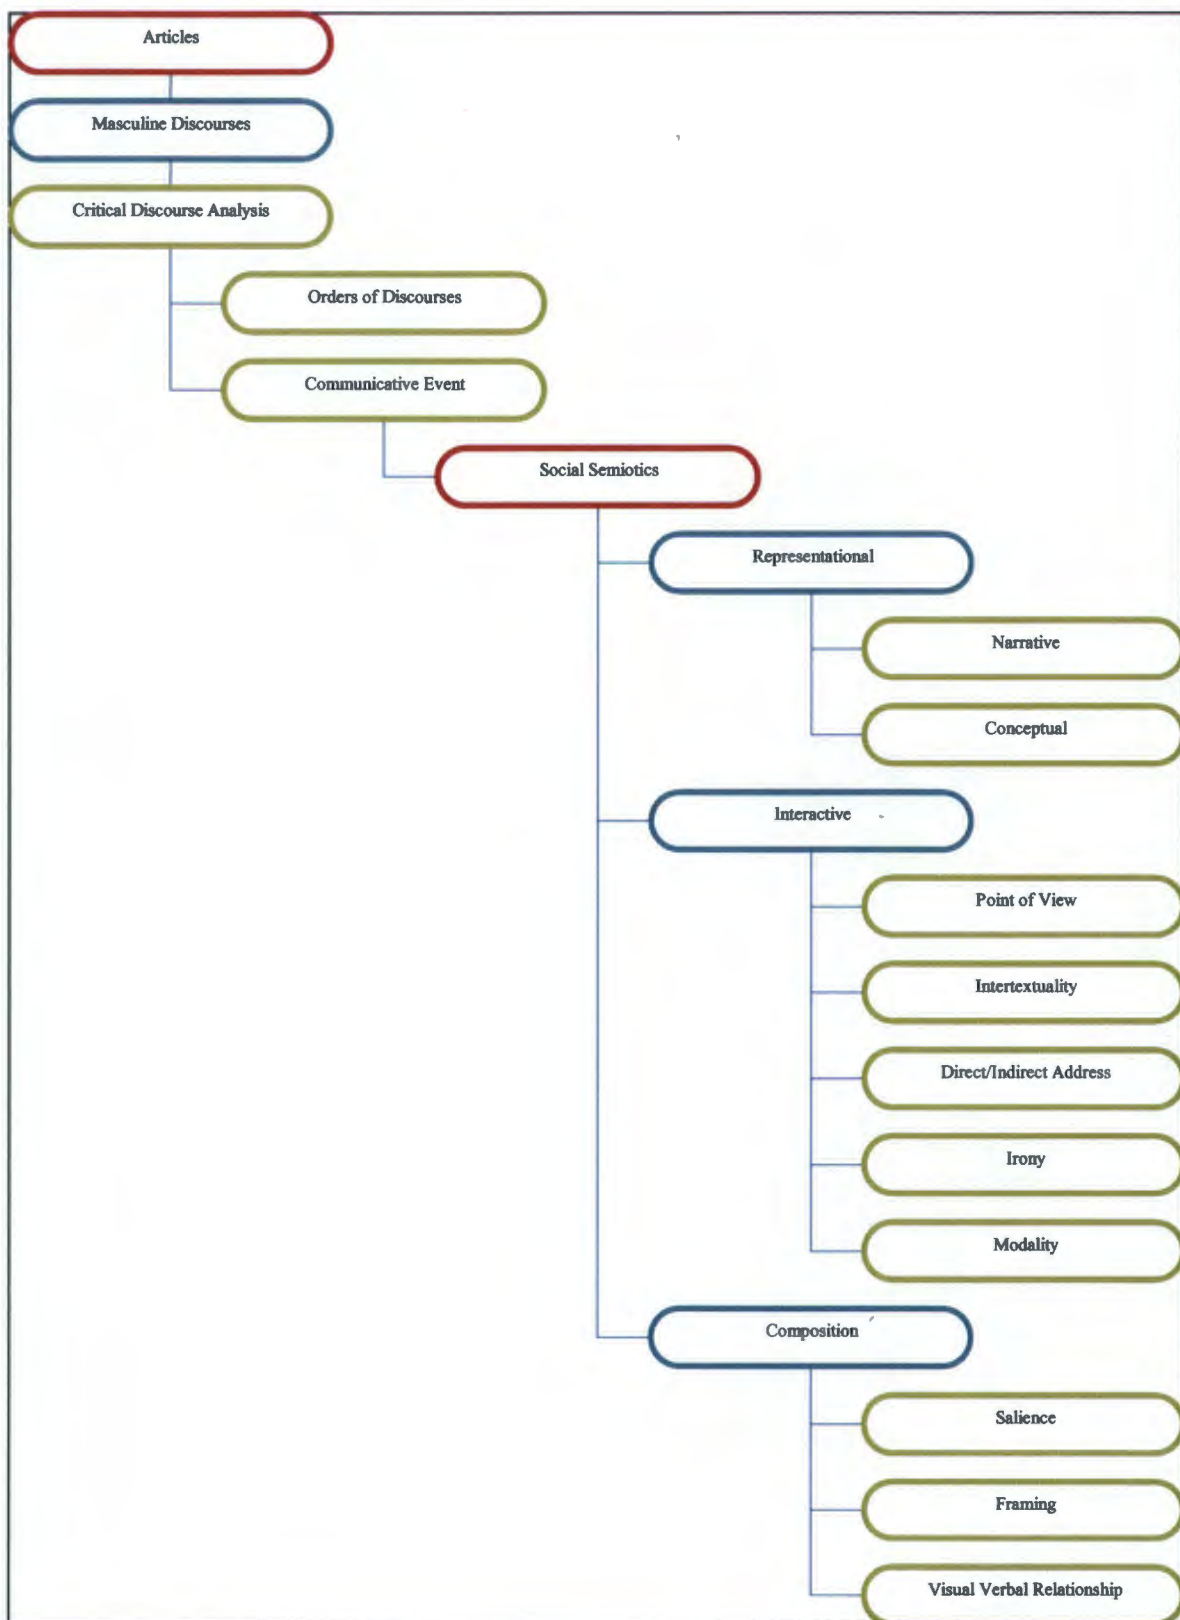 Articles
Masculine Discourses
Critical Discourse Analysis
Orders of Discourses
Communicative Event
Social Semiotics
Representational
Narrative
Conceptual
Interactive
Point of View
Intertextuality
Direct/Indirect Address
Irony
Modality
Composition
Salience
Framing
Visual Verbal Relationship